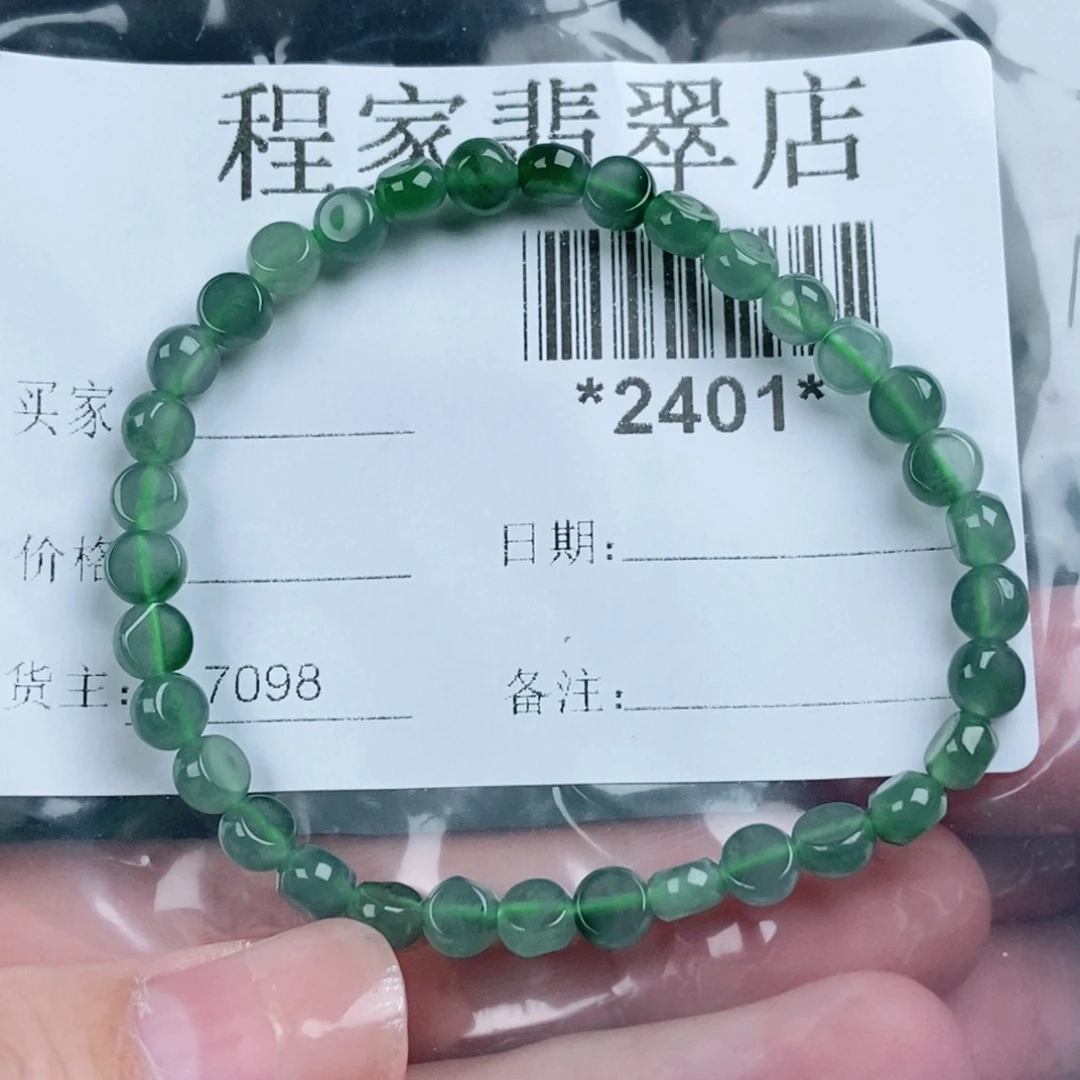 程家翡翠店
*2401*
买家
价格
日期:
货主: 7098
备注: